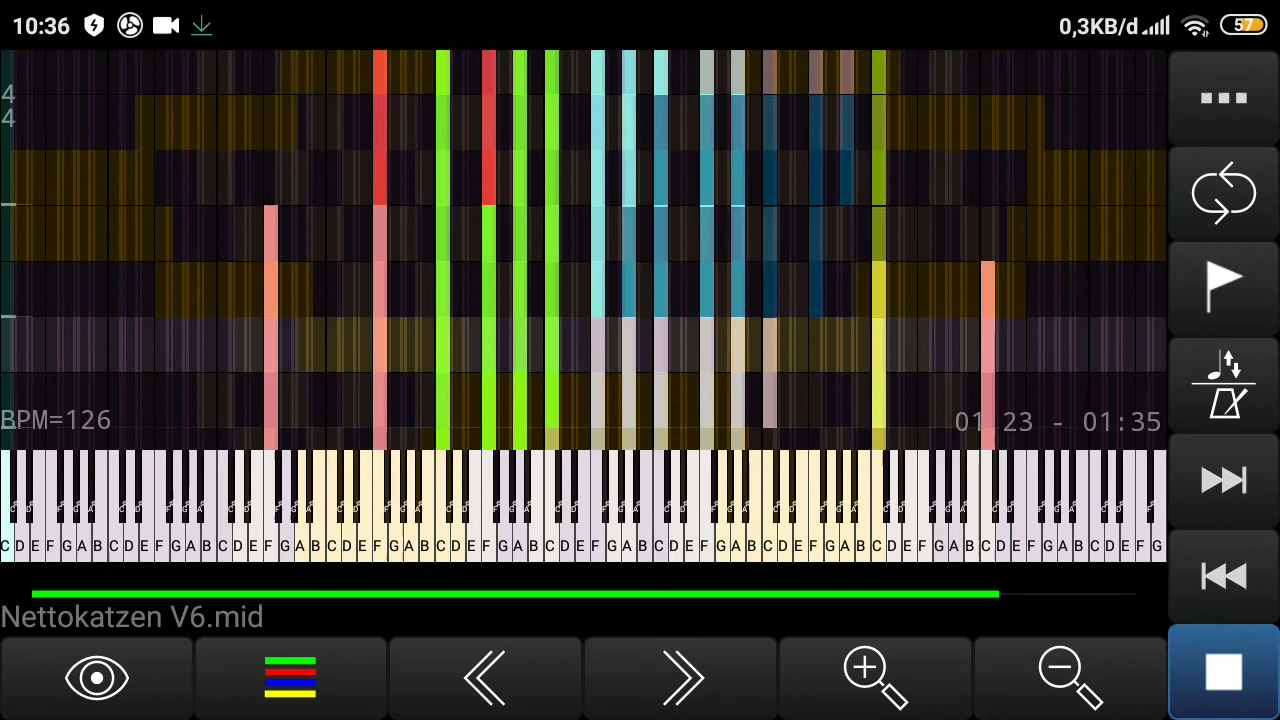 10:36
0,3KB/d
57
4
4
BPM=126
01:23 - 01:35
C D E F G A B C D E F G A B C D E F G A B C D E F G A B C D E F G A B C D E F G A B C D E F G A B C D E F G A B C D E F G A B C D E F G A B C D E F G
Nettokatzen V6.mid